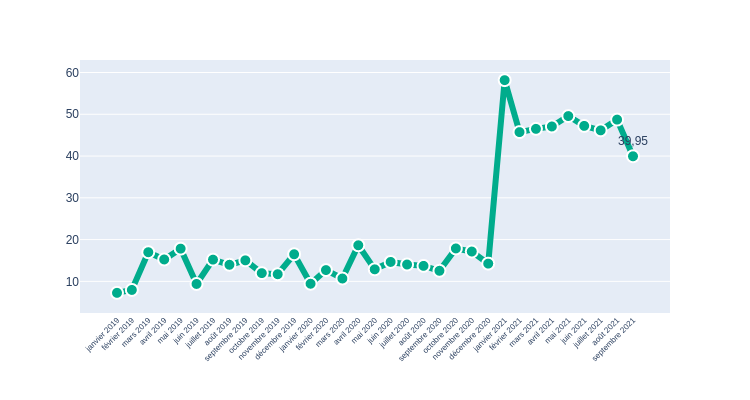 60
50
40
30
20
10
39,95
janvier 2019
février 2019
mars 2019
avril 2019
mai 2019
juin 2019
juillet 2019
août 2019
septembre 2019
octobre 2019
novembre 2019
décembre 2019
janvier 2020
février 2020
mars 2020
avril 2020
mai 2020
juin 2020
juillet 2020
août 2020
septembre 2020
octobre 2020
novembre 2020
décembre 2020
janvier 2021
février 2021
mars 2021
avril 2021
mai 2021
juin 2021
juillet 2021
août 2021
septembre 2021